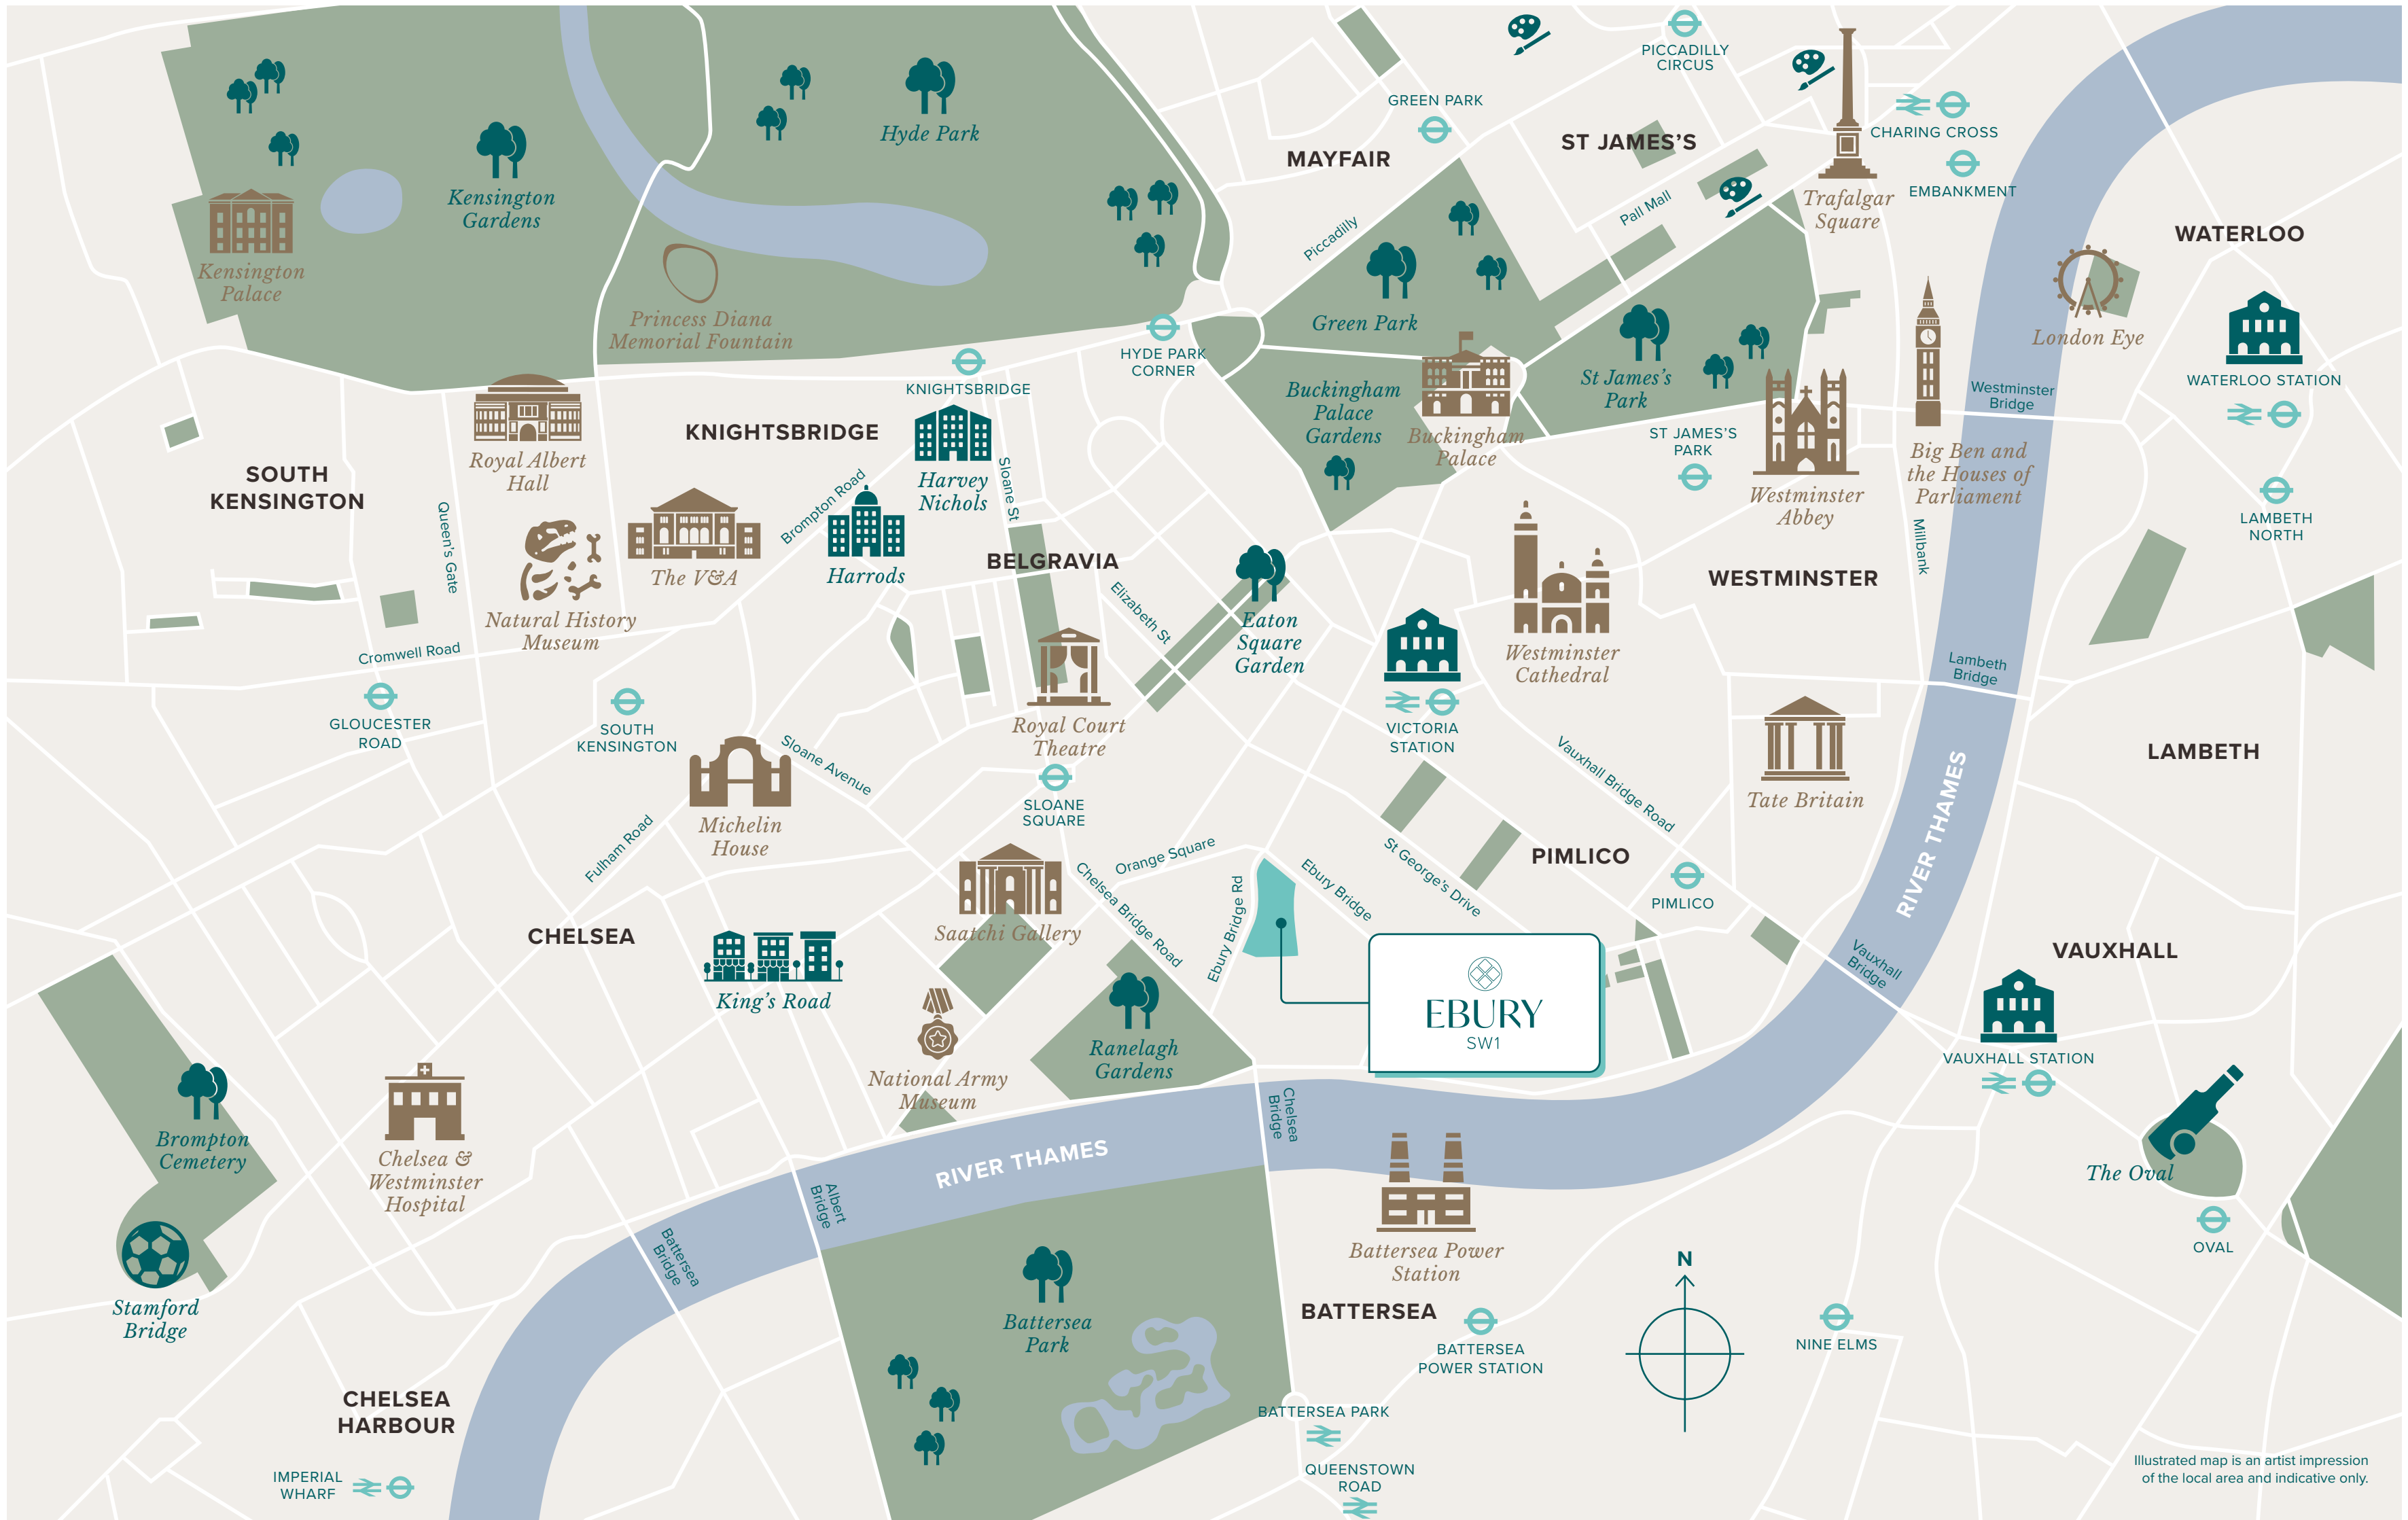 PICCADILLY
CIRCUS
GREEN PARK
CHARING CROSS
EMBANKMENT
Hyde Park
MAYFAIR
ST JAMES'S
Kensington
Gardens
Piccadilly
Pall Mall
Trafalgar
Square
WATERLOO
Kensington
Palace
Princess Diana
Memorial Fountain
Green Park
London Eye
HYDE PARK
CORNER
KNIGHTSBRIDGE
Buckingham
Palace
Gardens
Buckingham
Palace
St James's
Park
ST JAMES'S
PARK
Westminster
Bridge
WATERLOO STATION
Royal Albert
Hall
KNIGHTSBRIDGE
Harvey
Nichols
Sloane St
Brompton Road
SOUTH
KENSINGTON
Queen's Gate
Westminster
Abbey
Big Ben and
the Houses of
Parliament
Millbank
LAMBETH
NORTH
Natural History
Museum
The V&A
Harrods
BELGRAVIA
Elizabeth St
Eaton
Square
Garden
WESTMINSTER
Westminster
Cathedral
Cromwell Road
GLOUCESTER
ROAD
SOUTH
KENSINGTON
Royal Court
Theatre
VICTORIA
STATION
Lambeth
Bridge
LAMBETH
Sloane Avenue
Michelin
House
SLOANE
SQUARE
Vauxhall Bridge Road
Tate Britain
RIVER THAMES
Fulham Road
Orange Square
Chelsea Bridge Road
Ebury Bridge Rd
Ebury Bridge
St George's Drive
PIMLICO
PIMLICO
CHELSEA
Saatchi Gallery
King's Road
Vauxhall
Bridge
VAUXHALL
EBURY
SW1
National Army
Museum
Ranelagh
Gardens
VAUXHALL STATION
Brompton
Cemetery
Chelsea &
Westminster
Hospital
Chelsea
Bridge
RIVER THAMES
The Oval
OVAL
Albert
Bridge
Battersea
Bridge
Battersea Power
Station
N
Stamford
Bridge
Battersea
Park
BATTERSEA
BATTERSEA
POWER STATION
NINE ELMS
CHELSEA
HARBOUR
BATTERSEA PARK
IMPERIAL
WHARF
QUEENSTOWN
ROAD
Illustrated map is an artist impression
of the local area and indicative only.